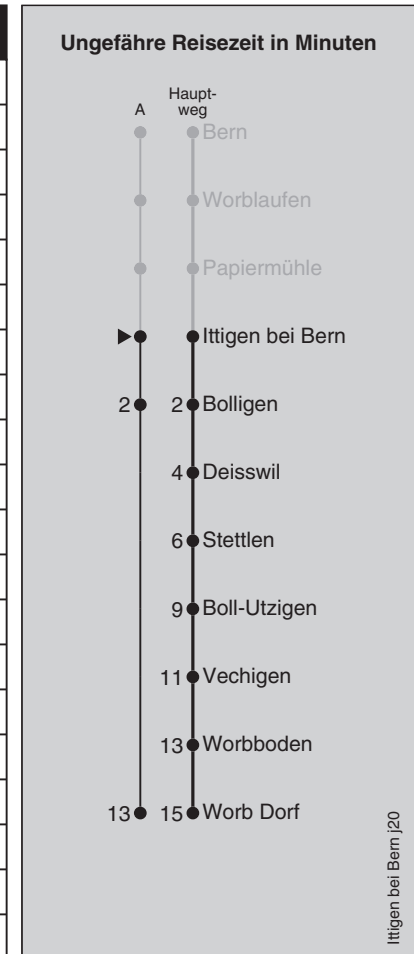 Ungefähre Reisezeit in Minuten
A
Haupt-
weg
Bern
Worblaufen
Papiermühle
Ittigen bei Bern
2 2 Bolligen
4 Deisswil
6 Stettlen
9 Boll-Utzigen
11 Vechigen
13 Worbboden
13 15 Worb Dorf
Ittigen bei Bern j20